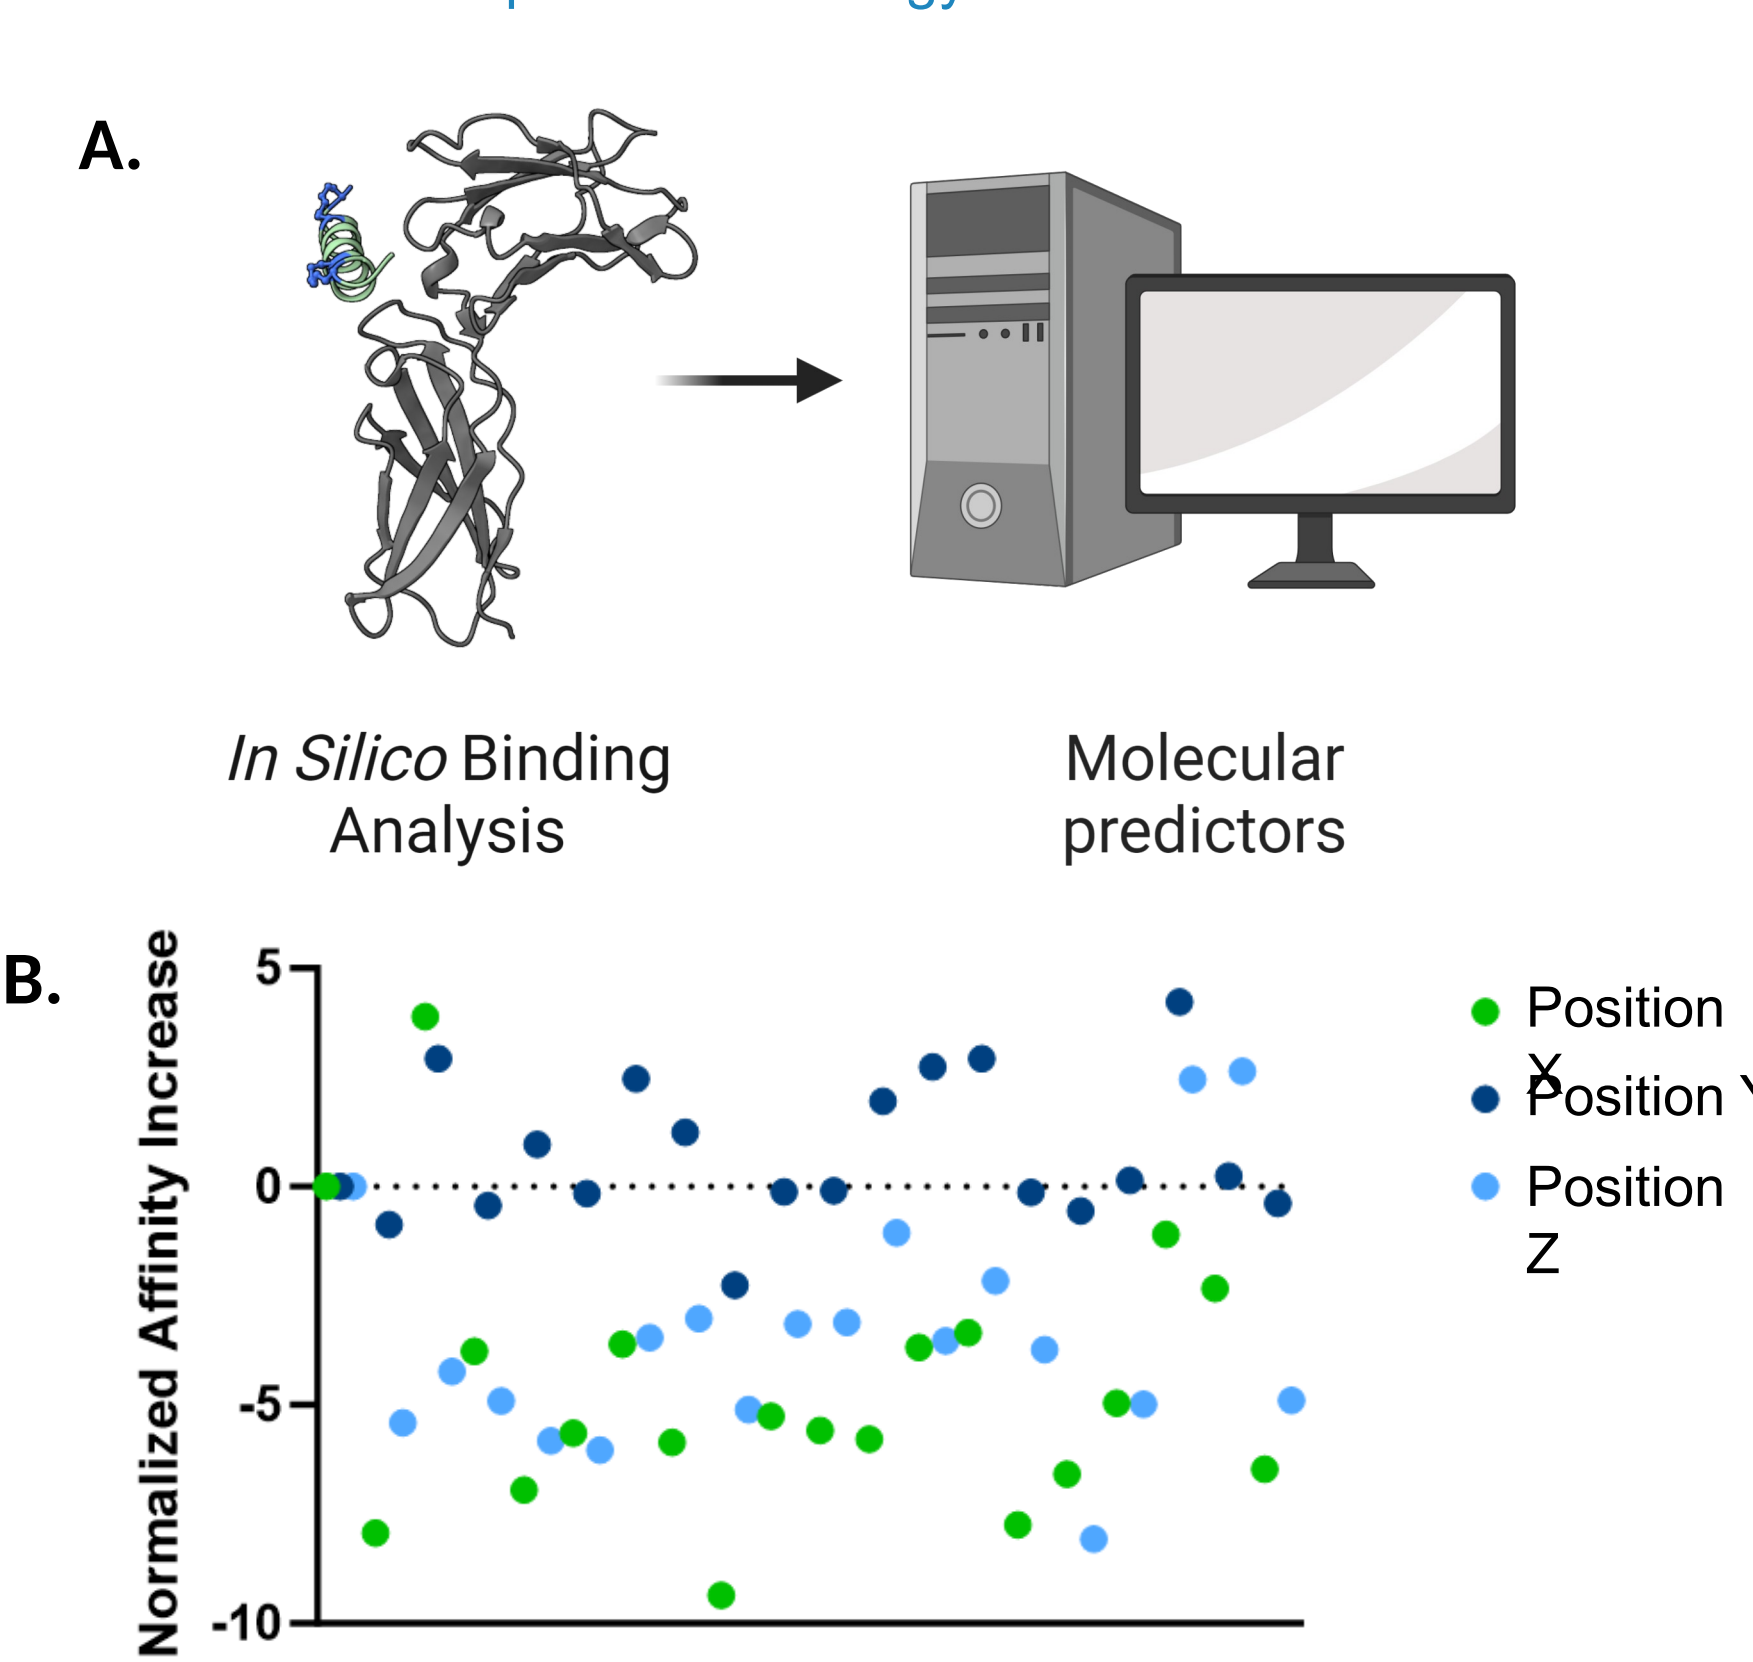 A.
In Silico Binding
Analysis
Molecular
predictors
B.
Normalized Affinity Increase
5
0
-5
-10
Position
X
Position Y
Position
Z